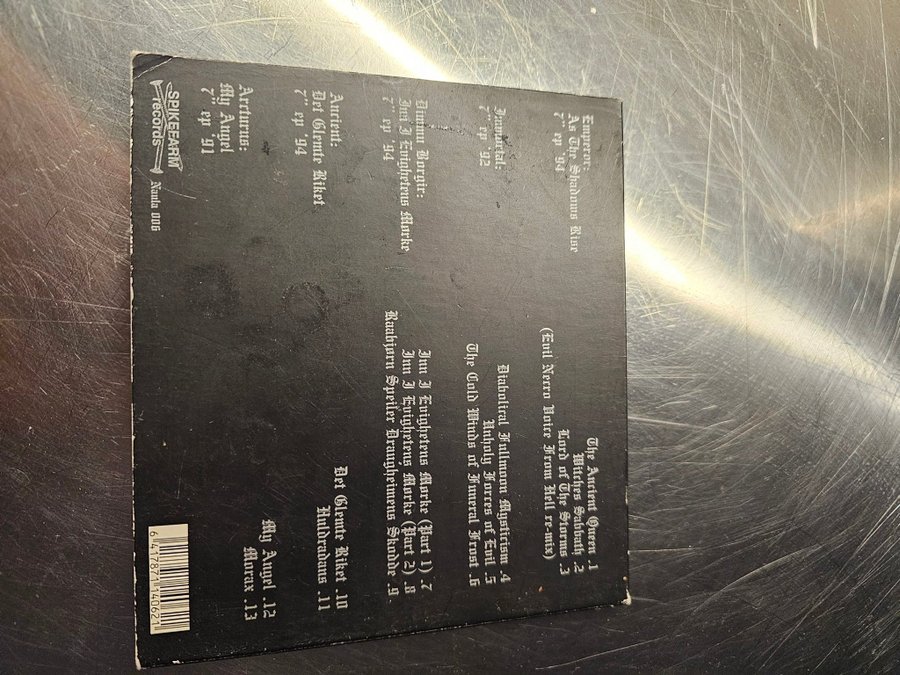 Emperor:
As The Shadows Rise
7" ep '94
The Ancient Queen .1
Witches Sabbath .2
Lord of The Storms .3
(Evil Necro Voice From Hell re-mix)
Immortal:
7" ep '92
Diabolical Fullmoon Mysticism 4
Unholy Forces of Evil .5
The Cold Winds of Funeral Frost .6
Dimmu Borgir:
Inn I Evighetens Mørke
7" ep '94
Inn I Evighetens Mørke (Part 1) .7
Inn I Evighetens Mørke (Part 2) .8
Raabjørn Speiler Draugheimens Skodde .9
Ancient:
Det Glemte Riket
7" ep '94
Det Glemte Riket .10
Huldradans .11
Arcturus:
My Angel
7" ep '91
My Angel .12
Morax .13
SPIKEFARM
records
Naula 006
6417871140621